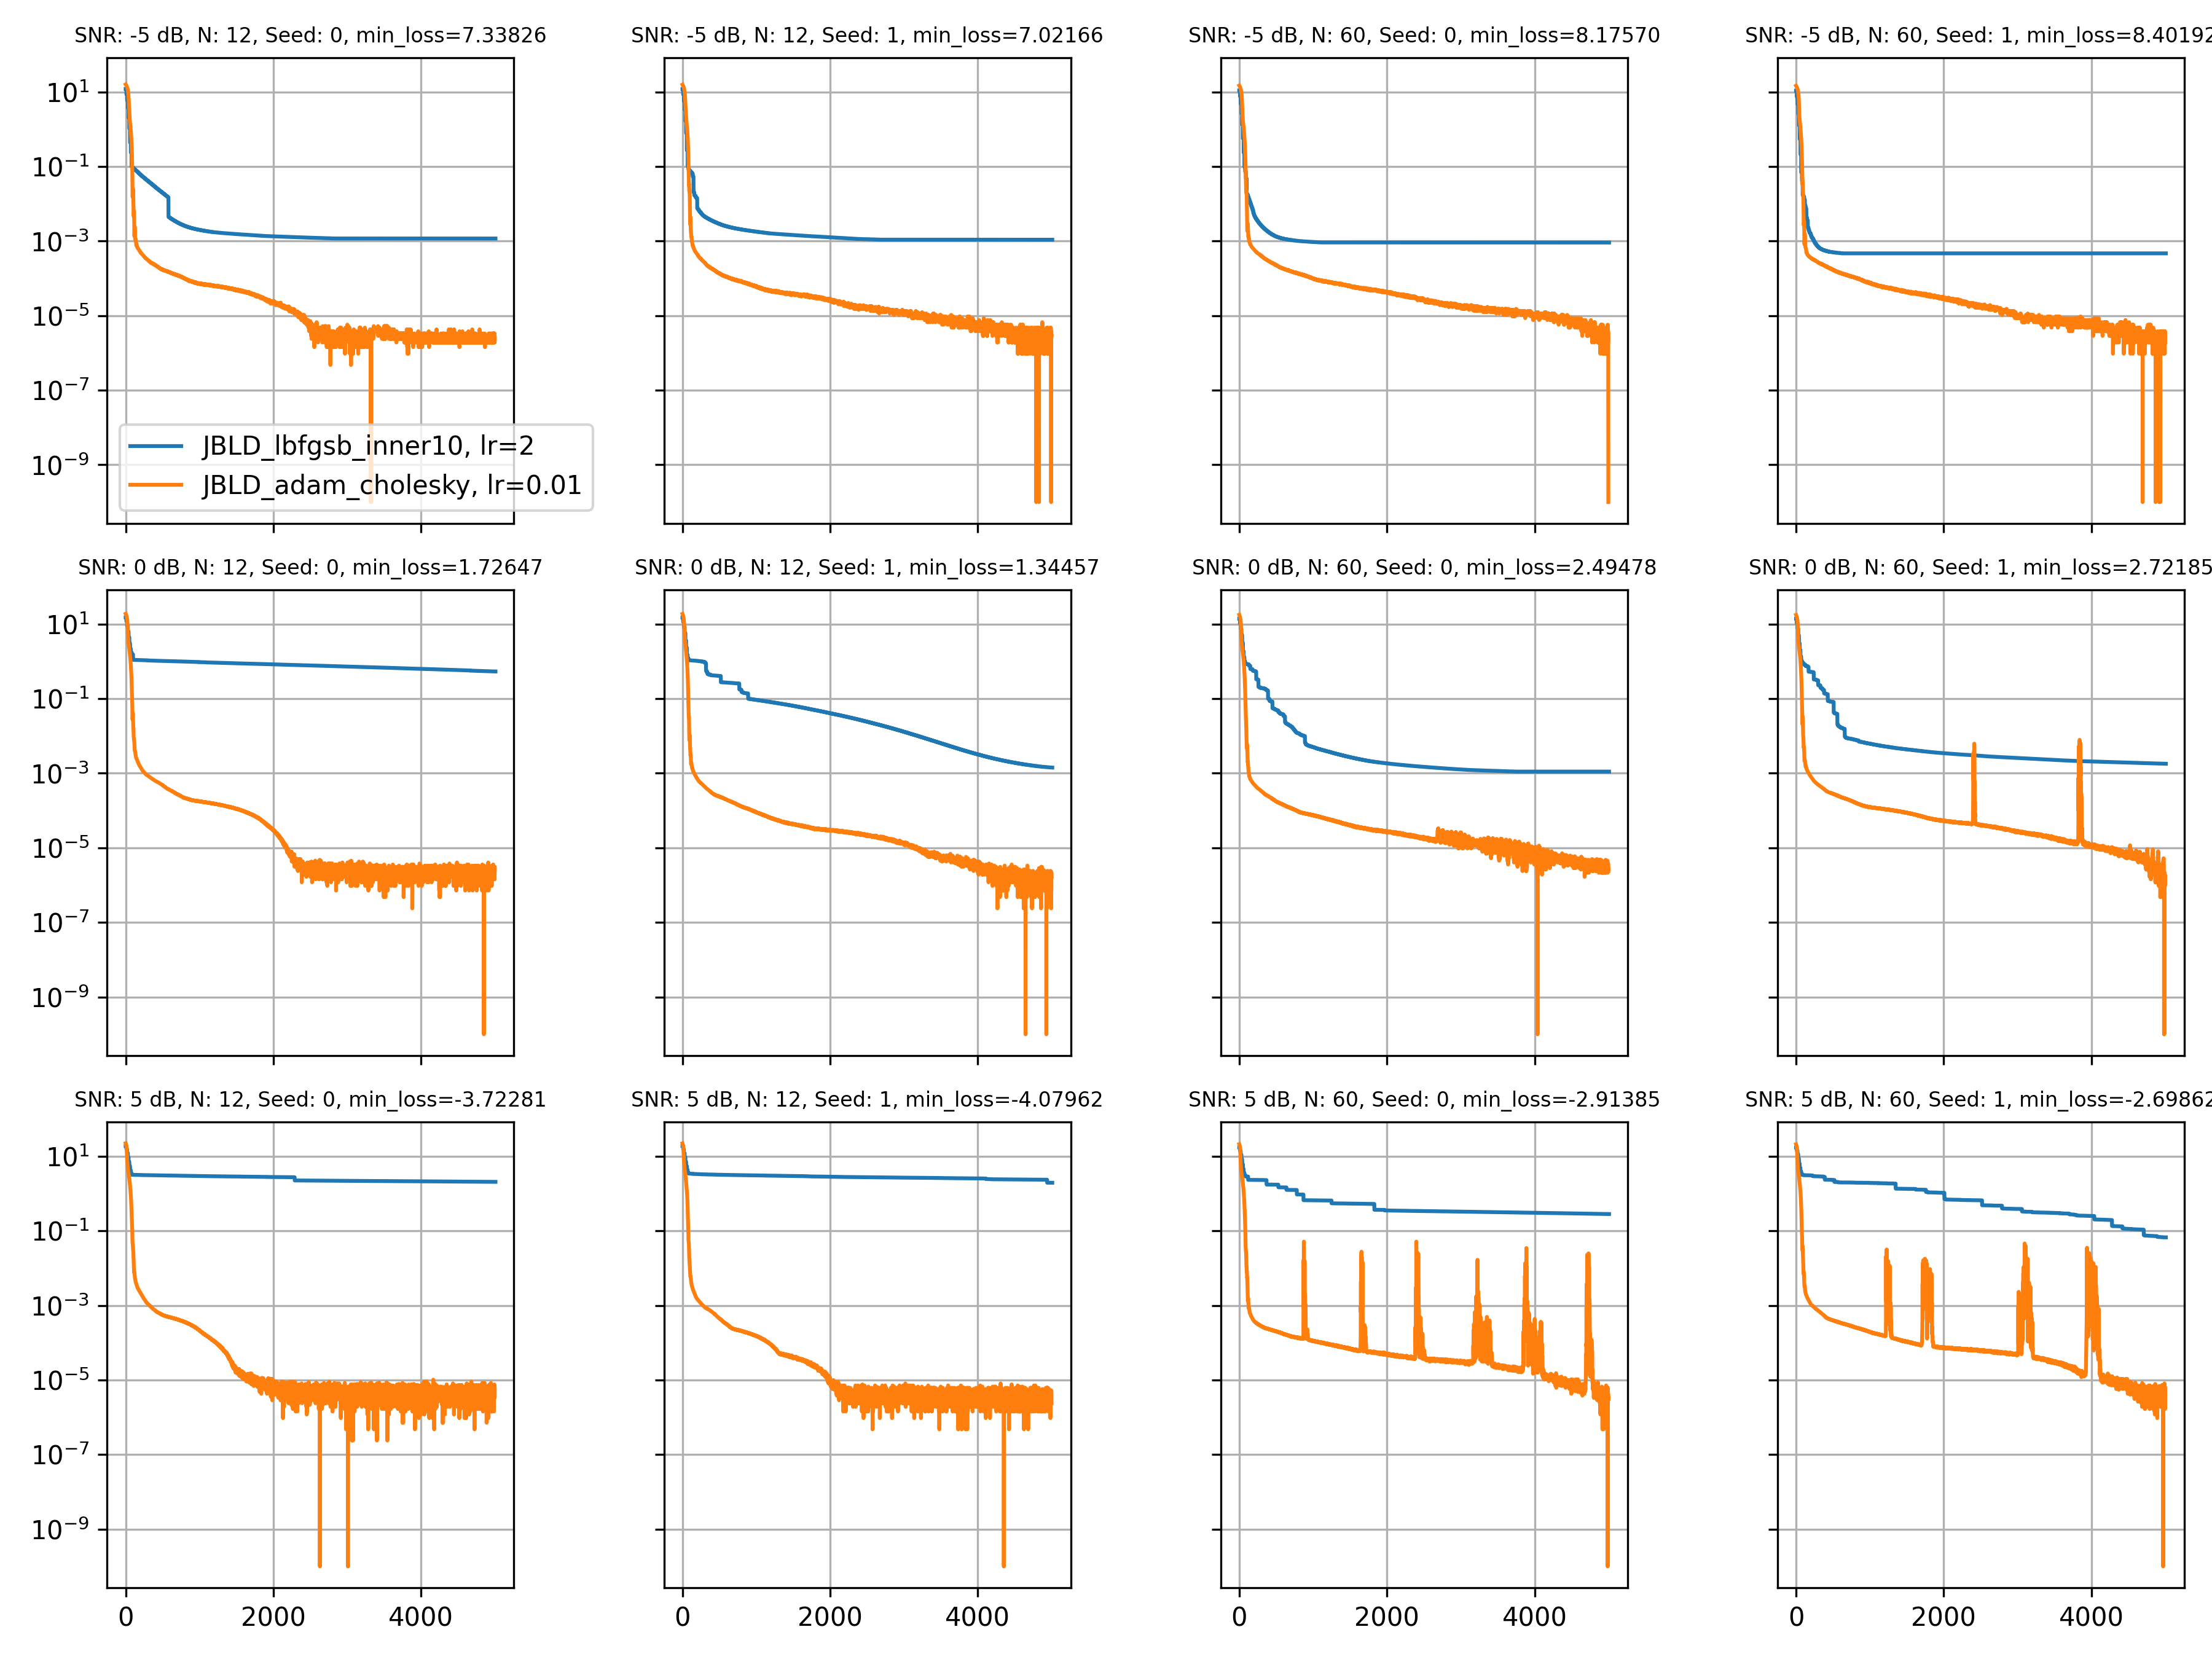 SNR: -5 dB, N: 12, Seed: 0, min_loss=7.33826
SNR: -5 dB, N: 12, Seed: 1, min_loss=7.02166
SNR: -5 dB, N: 60, Seed: 0, min_loss=8.17570
SNR: -5 dB, N: 60, Seed: 1, min_loss=8.40192
10¹
10⁻¹
10⁻³
10⁻⁵
10⁻⁷
10⁻⁹
JBLD_lbfgsb_inner10, lr=2
JBLD_adam_cholesky, lr=0.01
SNR: 0 dB, N: 12, Seed: 0, min_loss=1.72647
SNR: 0 dB, N: 12, Seed: 1, min_loss=1.34457
SNR: 0 dB, N: 60, Seed: 0, min_loss=2.49478
SNR: 0 dB, N: 60, Seed: 1, min_loss=2.72185
10¹
10⁻¹
10⁻³
10⁻⁵
10⁻⁷
10⁻⁹
SNR: 5 dB, N: 12, Seed: 0, min_loss=-3.72281
SNR: 5 dB, N: 12, Seed: 1, min_loss=-4.07962
SNR: 5 dB, N: 60, Seed: 0, min_loss=-2.91385
SNR: 5 dB, N: 60, Seed: 1, min_loss=-2.69862
10¹
10⁻¹
10⁻³
10⁻⁵
10⁻⁷
10⁻⁹
0 2000 4000
0 2000 4000
0 2000 4000
0 2000 4000